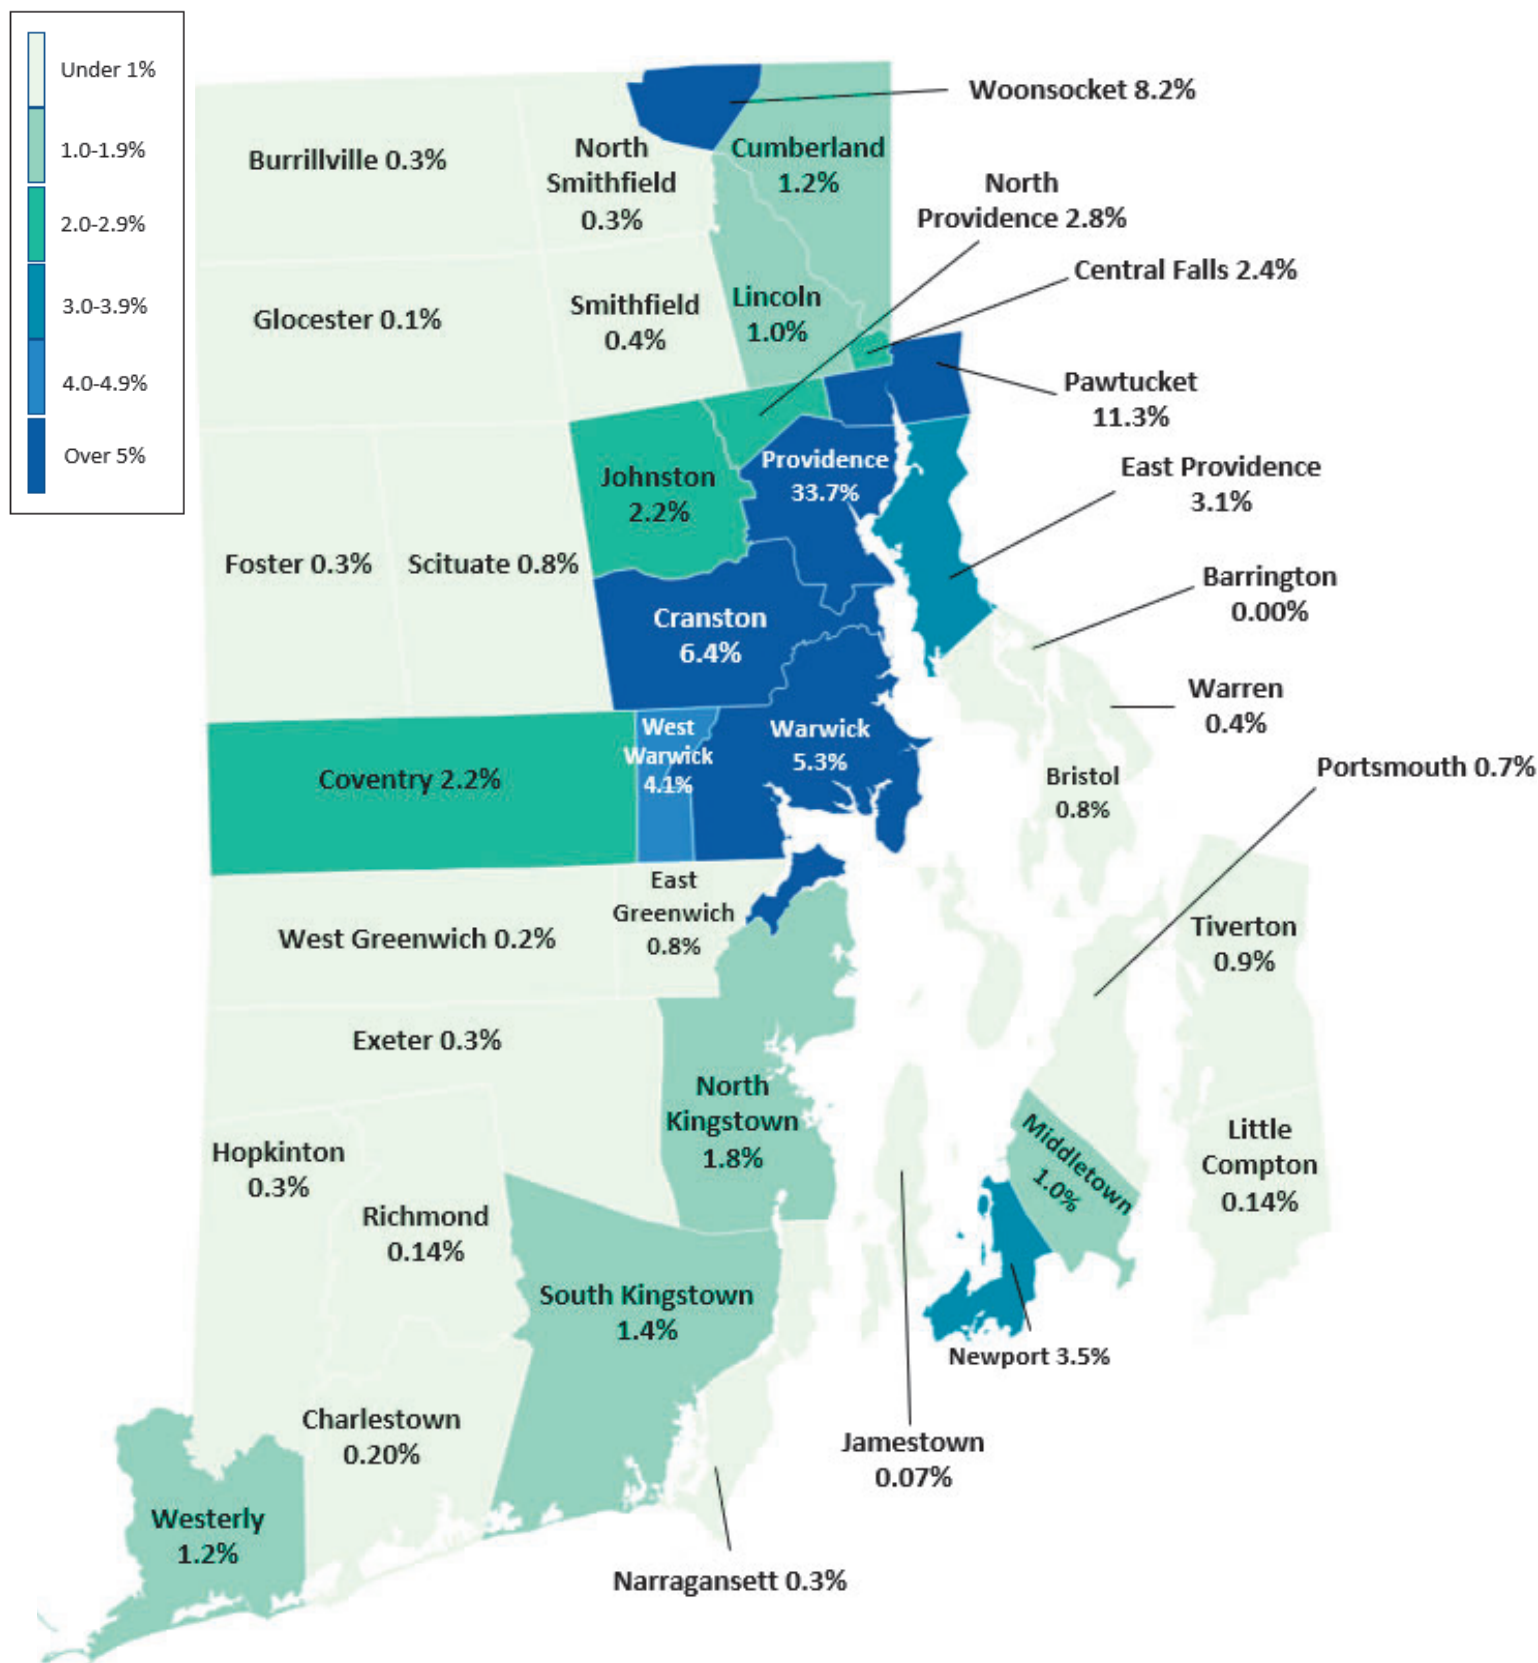 Under 1%
1.0-1.9%
2.0-2.9%
3.0-3.9%
4.0-4.9%
Over 5%
Woonsocket 8.2%
Burrillville 0.3%
North
Smithfield
0.3%
Cumberland
1.2%
North
Providence 2.8%
Central Falls 2.4%
Glocester 0.1%
Smithfield
0.4%
Lincoln
1.0%
Pawtucket
11.3%
Johnston
2.2%
Providence
33.7%
East Providence
3.1%
Foster 0.3%
Scituate 0.8%
Cranston
6.4%
Barrington
0.00%
Warren
0.4%
Coventry 2.2%
West
Warwick
4.1%
Warwick
5.3%
Bristol
0.8%
Portsmouth 0.7%
West Greenwich 0.2%
East
Greenwich
0.8%
Tiverton
0.9%
Exeter 0.3%
North
Kingstown
1.8%
Hopkinton
0.3%
Richmond
0.14%
Middletown
1.0%
Little
Compton
0.14%
South Kingstown
1.4%
Newport 3.5%
Charlestown
0.20%
Jamestown
0.07%
Westerly
1.2%
Narragansett 0.3%